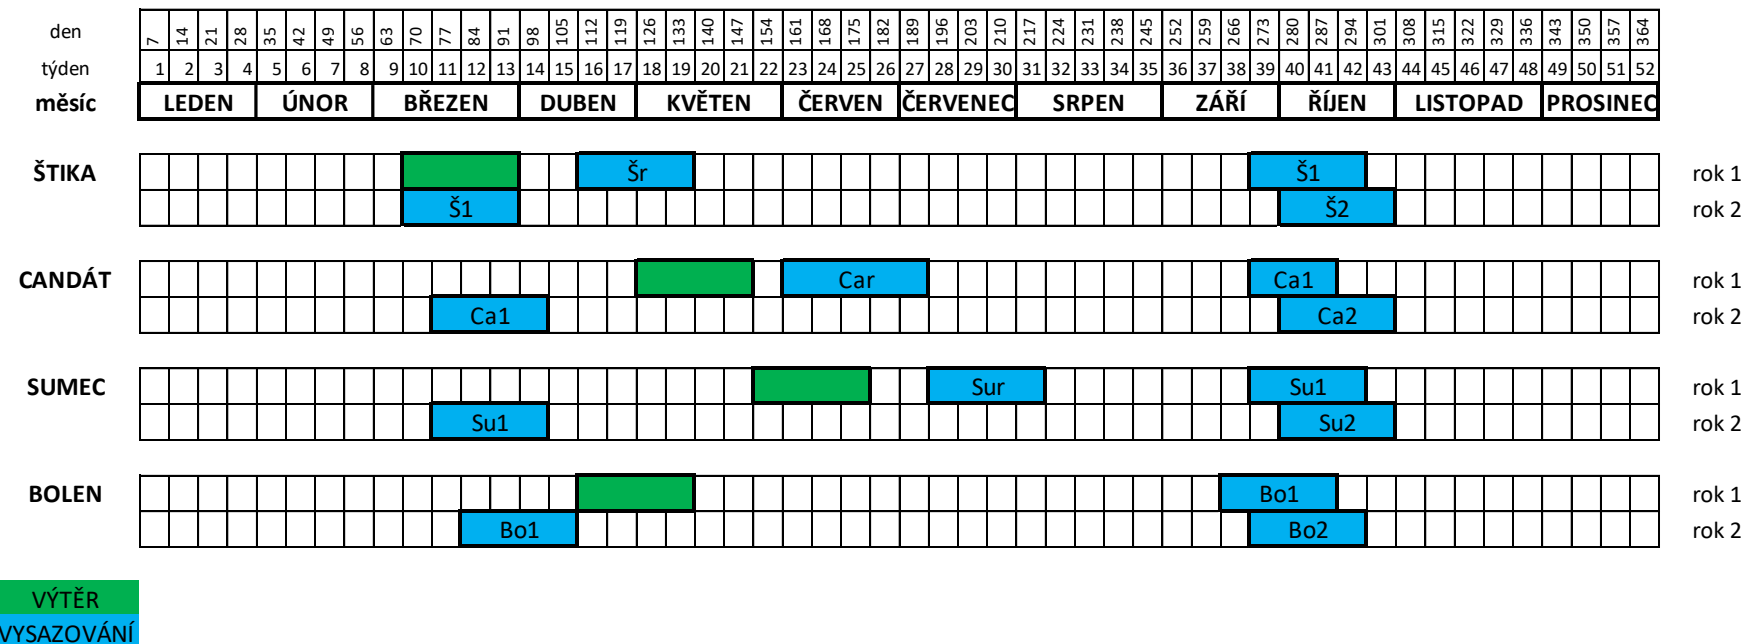 den 7 14 21 28 35 42 49 56 63 70 77 84 91 98 105 112 119 126 133 140 147 154 161 168 175 182 189 196 203 210 217 224 231 238 245 252 259 266 273 280 287 294 301 308 315 322 329 336 343 350 357 364
týden 1 2 3 4 5 6 7 8 9 10 11 12 13 14 15 16 17 18 19 20 21 22 23 24 25 26 27 28 29 30 31 32 33 34 35 36 37 38 39 40 41 42 43 44 45 46 47 48 49 50 51 52
měsíc LEDEN ÚNOR BŘEZEN DUBEN KVĚTEN ČERVEN ČERVENEC SRPEN ZÁŘÍ ŘÍJEN LISTOPAD PROSINEC
ŠTIKA Šr Š1 rok 1
Š1 Š2 rok 2
CANDÁT Car Ca1 rok 1
Ca1 Ca2 rok 2
SUMEC Sur Su1 rok 1
Su1 Su2 rok 2
BOLEN Bo1 rok 1
Bo1 Bo2 rok 2
VÝTĚR
VYSAZOVÁNÍ